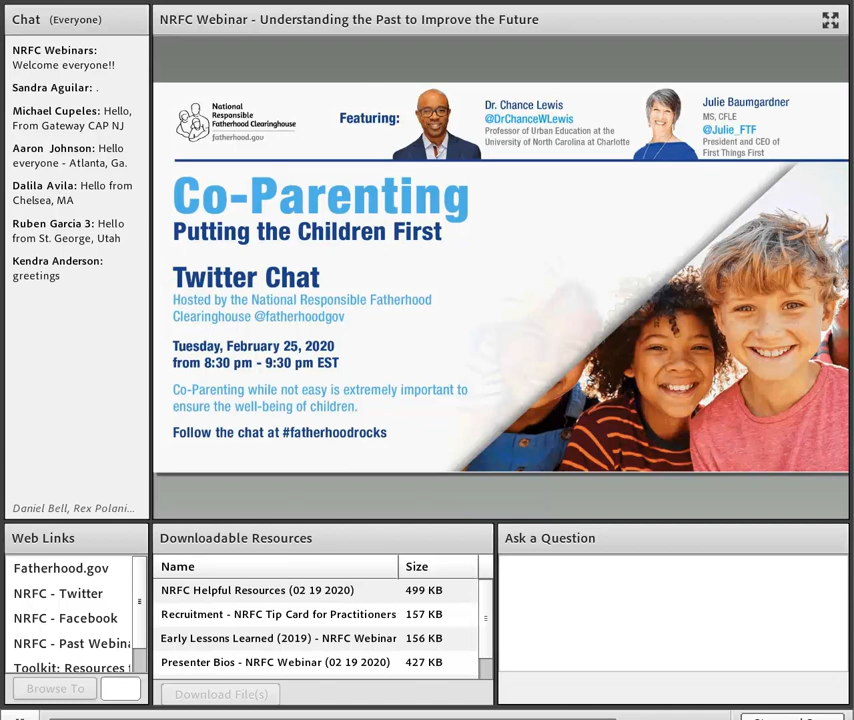 Chat (Everyone)
NRFC Webinar - Understanding the Past to Improve the Future
NRFC Webinars:
Welcome everyone!!
Sandra Aguilar: .
Michael Cupeles: Hello,
From Gateway CAP NJ
Aaron Johnson: Hello
everyone - Atlanta, Ga.
Dalila Avila: Hello from
Chelsea, MA
Ruben Garcia 3: Hello
from St. George, Utah
Kendra Anderson:
greetings
Daniel Bell, Rex Polani...
National
Responsible
Fatherhood Clearinghouse
fatherhood.gov
Featuring:
Dr. Chance Lewis
@DrChanceWLewis
Professor of Urban Education at the
University of North Carolina at Charlotte
Julie Baumgardner
MS, CFLE
@Julie_FTF
President and CEO of
First Things First
Co-Parenting
Putting the Children First
Twitter Chat
Hosted by the National Responsible Fatherhood
Clearinghouse @fatherhoodgov
Tuesday, February 25, 2020
from 8:30 pm - 9:30 pm EST
Co-Parenting while not easy is extremely important to
ensure the well-being of children.
Follow the chat at #fatherhoodrocks
Web Links
Fatherhood.gov
NRFC - Twitter
NRFC - Facebook
NRFC - Past
Toolkit: Resources
Browse To
Downloadable Resources
Name Size
NRFC Helpful Resources (02 19 2020) 499 KB
Recruitment - NRFC Tip Card for Practitioners 157 KB
Early Lessons Learned (2019) - NRFC Webinar 156 KB
Presenter Bios - NRFC Webinar (02 19 2020) 427 KB
Download File(s)
Ask a Question